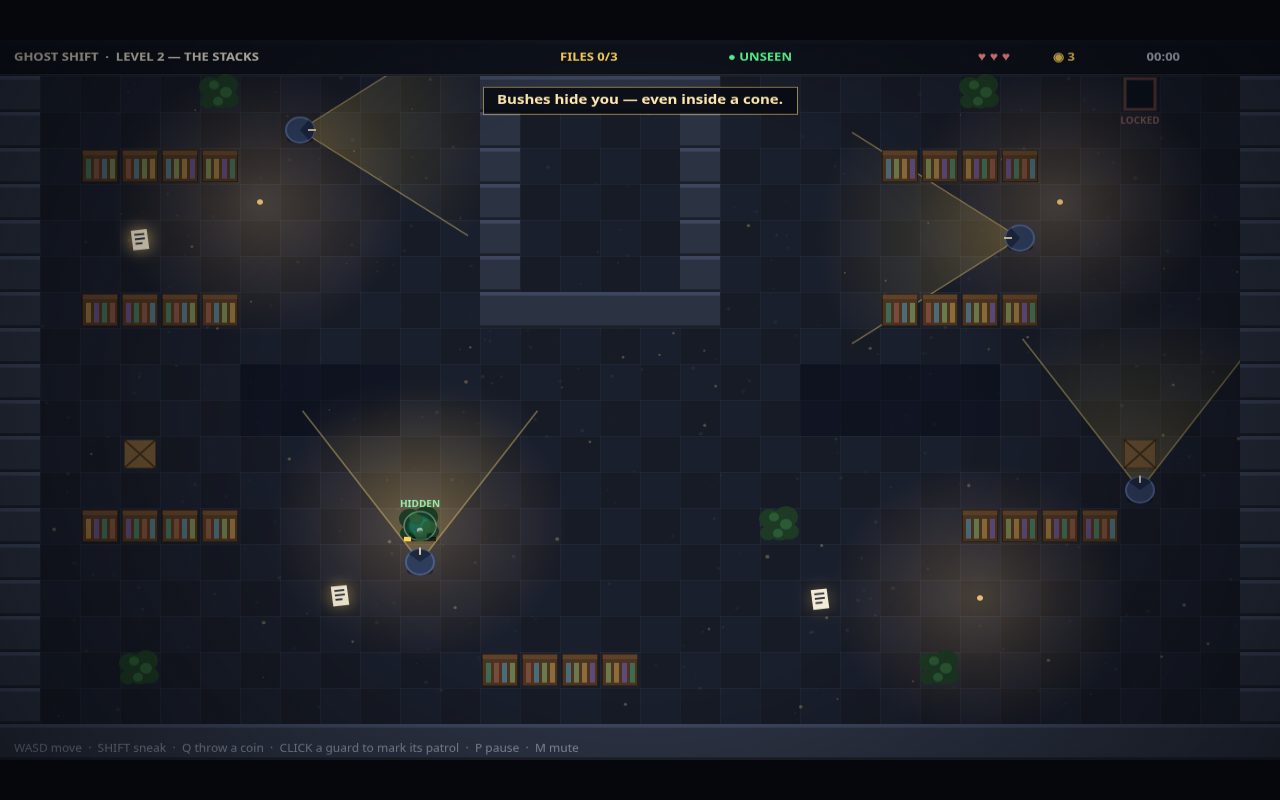 GHOST SHIFT · LEVEL 2 — THE STACKS
FILES 0/3
● UNSEEN
♥ ♥ ♥
◉ 3
00:00
Bushes hide you — even inside a cone.
LOCKED
HIDDEN
WASD move · SHIFT sneak · Q throw a coin · CLICK a guard to mark its patrol · P pause · M mute